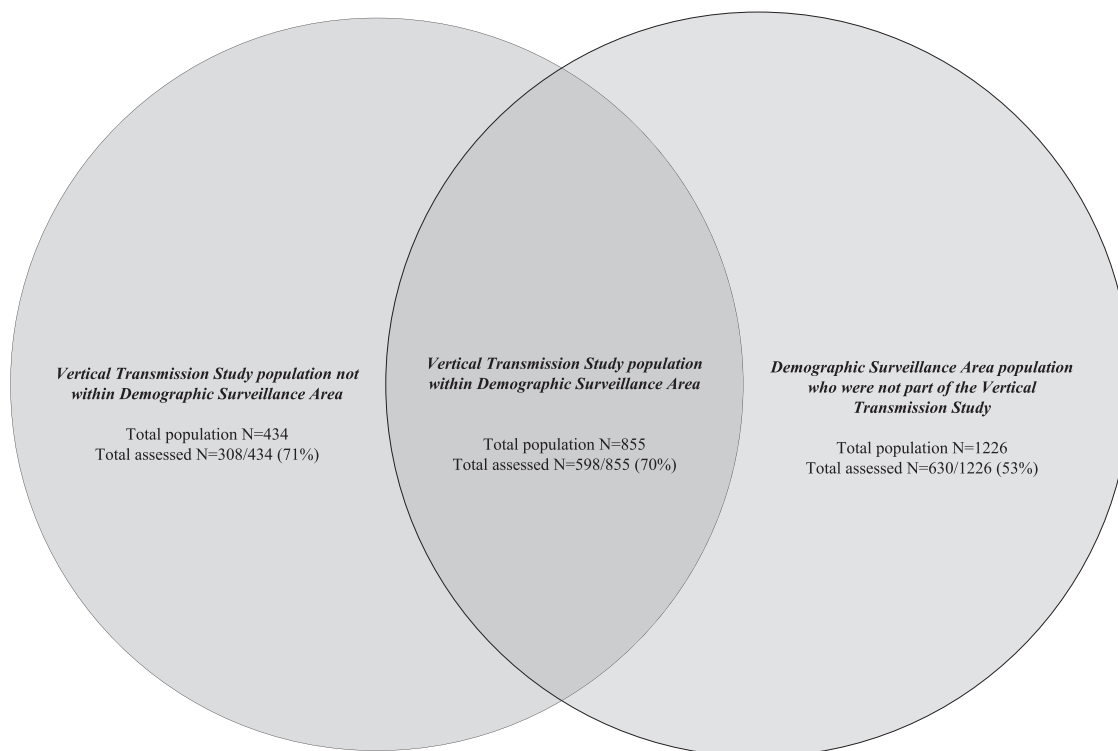 Vertical Transmission Study population not
within Demographic Surveillance Area
Total population N=434
Total assessed N=308/434 (71%)
Vertical Transmission Study population
within Demographic Surveillance Area
Total population N=855
Total assessed N=598/855 (70%)
Demographic Surveillance Area population
who were not part of the Vertical
Transmission Study
Total population N=1226
Total assessed N=630/1226 (53%)